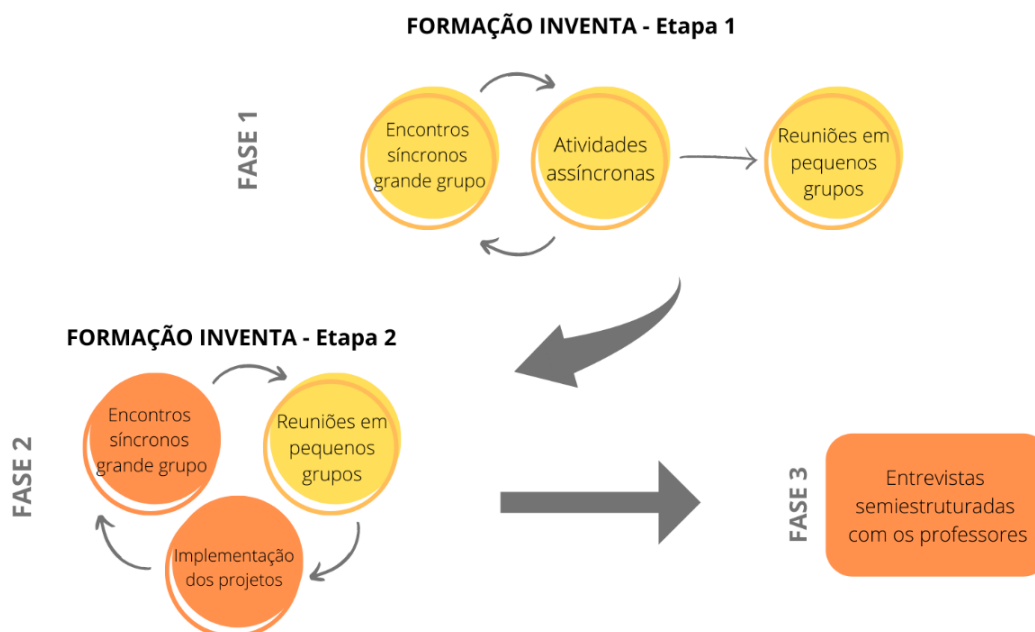 FORMAÇÃO INVENTA - Etapa 1
FASE 1
Encontros
síncronos
grande grupo
Atividades
assíncronas
Reuniões em
pequenos
grupos
FORMAÇÃO INVENTA - Etapa 2
FASE 2
Encontros
síncronos
grande grupo
Reuniões em
pequenos
grupos
Implementação
dos projetos
FASE 3
Entrevistas
semiestruturadas
com os professores